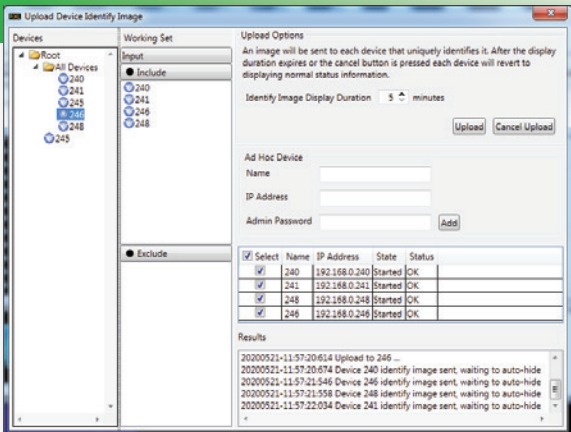 Upload Device Identify Image
Devices
Root
All Devices
240
241
245
246
248
245
Working Set
Input
Include
240
241
246
248
Exclude
Upload Options
An image will be sent to each device that uniquely identifies it. After the display
duration expires or the cancel button is pressed each device will revert to
displaying normal status information.
Identify Image Display Duration 5 minutes
Upload Cancel Upload
Ad Hoc Device
Name
IP Address
Admin Password Add
Select Name IP Address State Status
240 192.168.0.240 Started OK
241 192.168.0.241 Started OK
248 192.168.0.248 Started OK
246 192.168.0.246 Started OK
Results
20200521-11:57:20:614 Upload to 246 ...
20200521-11:57:20:674 Device 240 identify image sent, waiting to auto-hide
20200521-11:57:21:546 Device 246 identify image sent, waiting to auto-hide
20200521-11:57:21:558 Device 248 identify image sent, waiting to auto-hide
20200521-11:57:22:034 Device 241 identify image sent, waiting to auto-hide